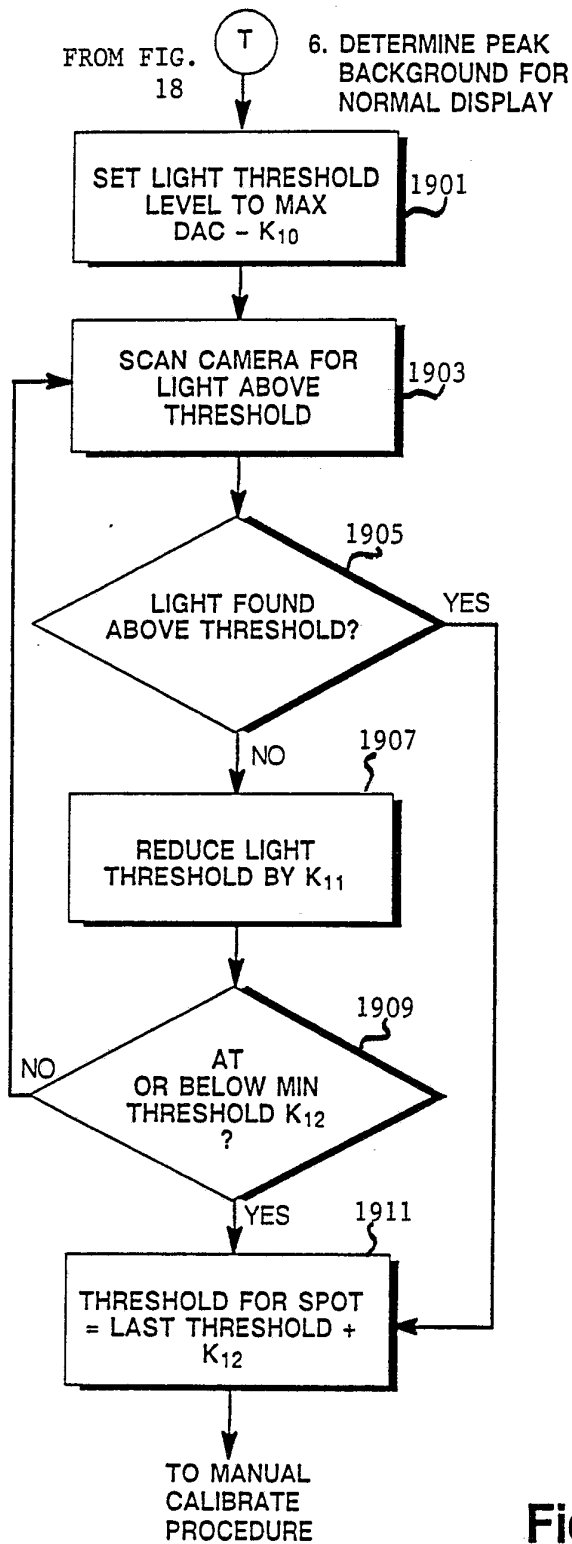 FROM FIG.
18
T
6. DETERMINE PEAK
BACKGROUND FOR
NORMAL DISPLAY
SET LIGHT THRESHOLD
LEVEL TO MAX
DAC – K10
1901
SCAN CAMERA FOR
LIGHT ABOVE
THRESHOLD
1903
1905
LIGHT FOUND
ABOVE THRESHOLD?
YES
NO
1907
REDUCE LIGHT
THRESHOLD BY K11
1909
NO
AT
OR BELOW MIN
THRESHOLD K12
?
YES
1911
THRESHOLD FOR SPOT
= LAST THRESHOLD +
K12
TO MANUAL
CALIBRATE
PROCEDURE